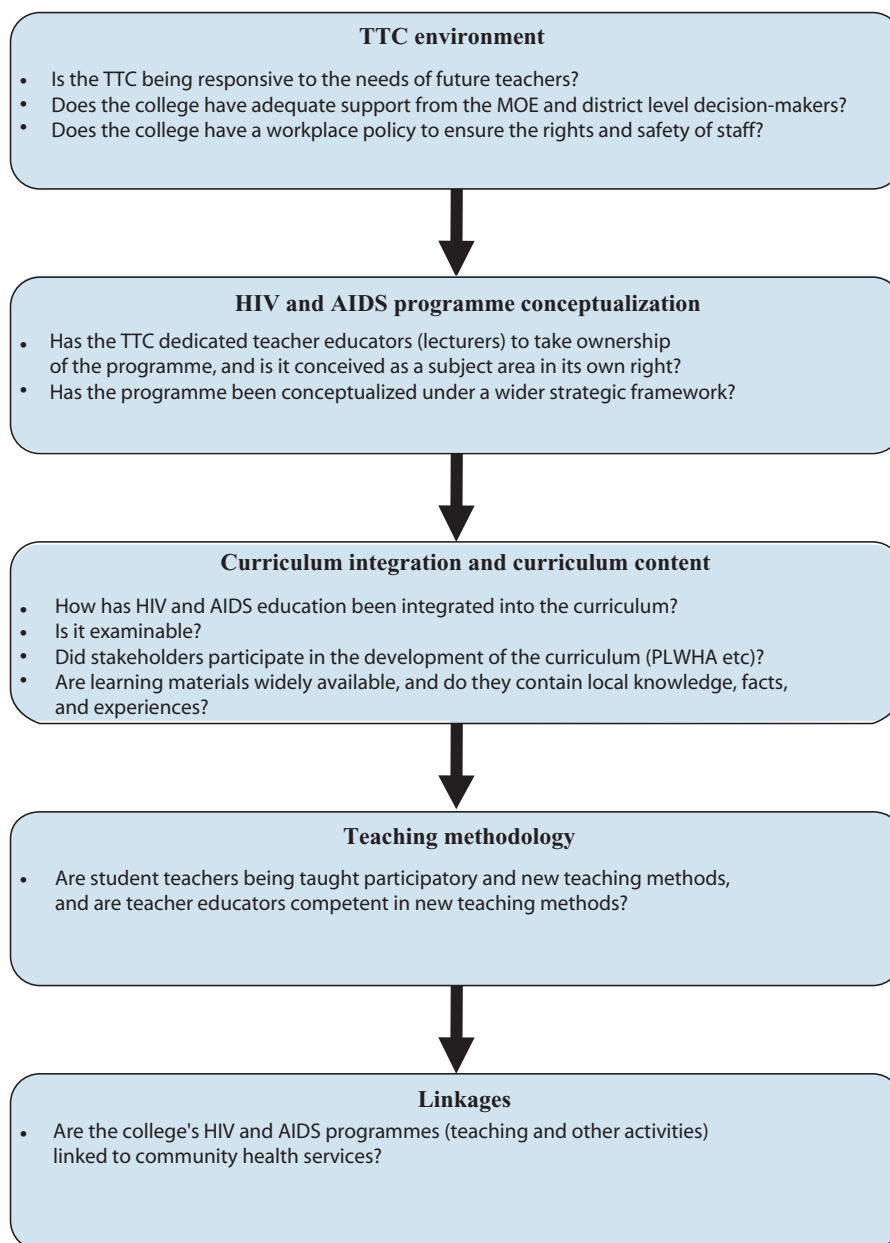 TTC environment
• Is the TTC being responsive to the needs of future teachers?
• Does the college have adequate support from the MOE and district level decision-makers?
• Does the college have a workplace policy to ensure the rights and safety of staff?
HIV and AIDS programme conceptualization
• Has the TTC dedicated teacher educators (lecturers) to take ownership
of the programme, and is it conceived as a subject area in its own right?
• Has the programme been conceptualized under a wider strategic framework?
Curriculum integration and curriculum content
• How has HIV and AIDS education been integrated into the curriculum?
• Is it examinable?
• Did stakeholders participate in the development of the curriculum (PLWHA etc)?
• Are learning materials widely available, and do they contain local knowledge, facts,
and experiences?
Teaching methodology
• Are student teachers being taught participatory and new teaching methods,
and are teacher educators competent in new teaching methods?
Linkages
• Are the college's HIV and AIDS programmes (teaching and other activities)
linked to community health services?